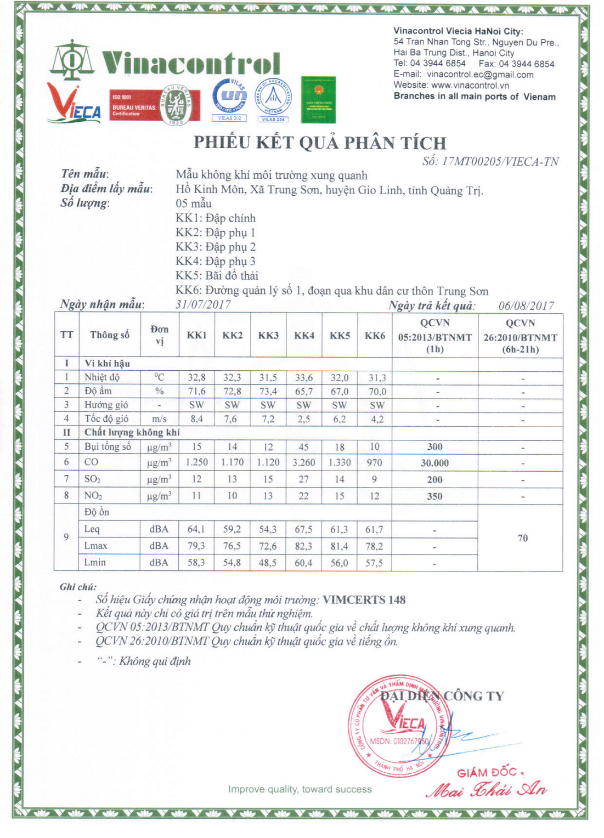 Vinacontrol
VIECA
ISO 9001
BUREAU VERITAS
Certification
VILAS
VILAS 312
VILAS 234
Vinacontrol Viecia HaNoi City:
54 Tran Nhan Tong Str., Nguyen Du Pre.,
Hai Ba Trung Dist., Hanoi City
Tel: 04 3944 6854 Fax: 04 3944 6854
E-mail: vinacontrol.ec@gmail.com
Website: www.vinacontrol.vn
Branches in all main ports of Vienam
PHIẾU KẾT QUẢ PHÂN TÍCH
Số: 17MT00205/VIECA-TN
Tên mẫu: Mẫu không khí môi trường xung quanh
Địa điểm lấy mẫu: Hồ Kinh Môn, Xã Trung Sơn, huyện Gio Linh, tỉnh Quảng Trị.
Số lượng: 05 mẫu
KK1: Đập chính
KK2: Đập phụ 1
KK3: Đập phụ 2
KK4: Đập phụ 3
KK5: Bãi đổ thải
KK6: Đường quản lý số 1, đoạn qua khu dân cư thôn Trung Sơn
Ngày nhận mẫu: 31/07/2017 Ngày trả kết quả: 06/08/2017
TT Thông số Đơn vị KK1 KK2 KK3 KK4 KK5 KK6 QCVN 05:2013/BTNMT (1h) QCVN 26:2010/BTNMT (6h-21h)
I Vi khí hậu
1 Nhiệt độ ⁰C 32,8 32,3 31,5 33,6 32,0 31,3 - -
2 Độ ẩm % 71,6 72,8 73,4 65,7 67,0 70,0 - -
3 Hướng gió - SW SW SW SW SW SW - -
4 Tốc độ gió m/s 8,4 7,6 7,2 2,5 6,2 4,2 - -
II Chất lượng không khí
5 Bụi tổng số µg/m³ 15 14 12 45 18 10 300 -
6 CO µg/m³ 1.250 1.170 1.120 3.260 1.330 970 30.000 -
7 SO₂ µg/m³ 12 13 15 27 14 9 200 -
8 NO₂ µg/m³ 11 10 13 22 15 12 350 -
9 Độ ồn 70
Leq dBA 64,1 59,2 54,3 67,5 61,3 61,7 -
Lmax dBA 79,3 76,5 72,6 82,3 81,4 78,2 -
Lmin dBA 58,3 54,8 48,5 60,4 56,0 57,5 -
Ghi chú:
- Số hiệu Giấy chứng nhận hoạt động môi trường: VIMCERTS 148
- Kết quả này chỉ có giá trị trên mẫu thử nghiệm.
- QCVN 05:2013/BTNMT Quy chuẩn kỹ thuật quốc gia về chất lượng không khí xung quanh.
- QCVN 26:2010/BTNMT Quy chuẩn kỹ thuật quốc gia về tiếng ồn.
- "-": Không qui định
ĐẠI DIỆN CÔNG TY
VIECA
MSDN: 0102767950
THÀNH PHỐ HÀ NỘI
GIÁM ĐỐC
Mai Khải An
Improve quality, toward success